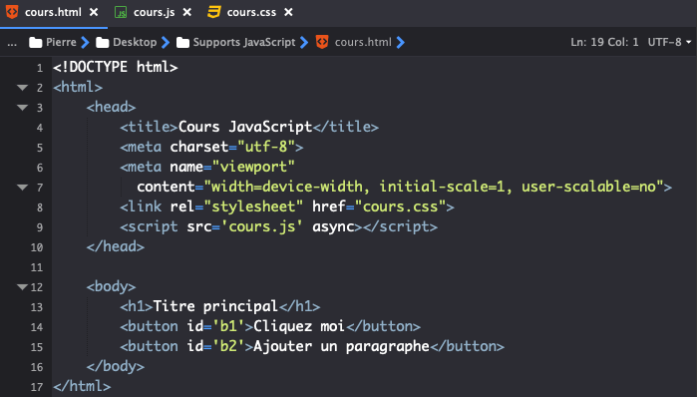 cours.html × cours.js × cours.css ×
... Pierre Desktop Supports JavaScript cours.html Ln: 19 Col: 1 UTF-8
1 <!DOCTYPE html>
2 <html>
3 <head>
4 <title>Cours JavaScript</title>
5 <meta charset="utf-8">
6 <meta name="viewport"
7 content="width=device-width, initial-scale=1, user-scalable=no">
8 <link rel="stylesheet" href="cours.css">
9 <script src='cours.js' async></script>
10 </head>
11
12 <body>
13 <h1>Titre principal</h1>
14 <button id='b1'>Cliquez moi</button>
15 <button id='b2'>Ajouter un paragraphe</button>
16 </body>
17 </html>